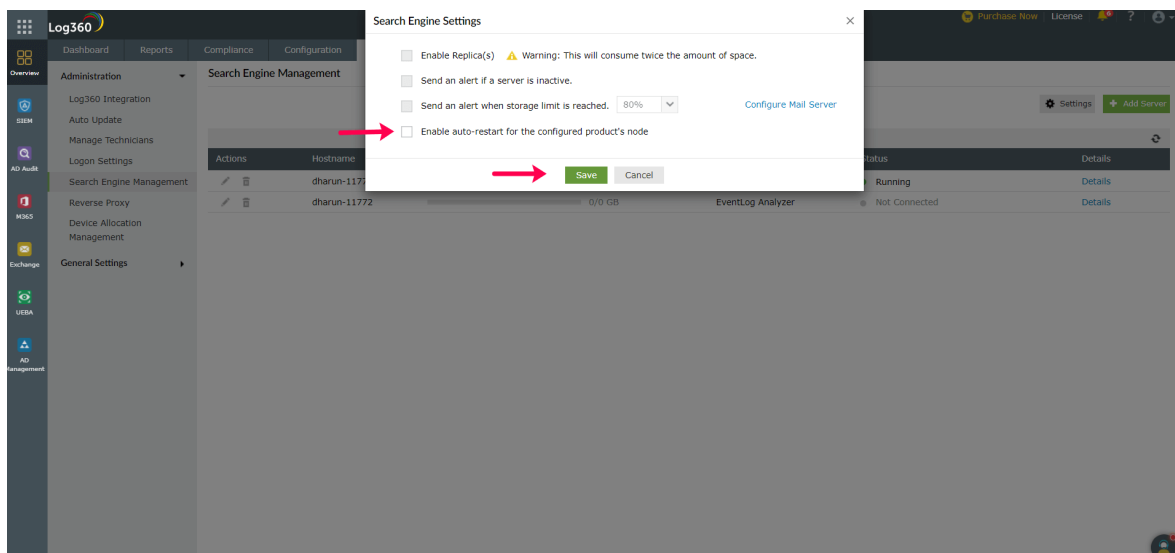 Log360
Purchase Now License 6 ?
Dashboard Reports Compliance Configuration
Overview
SIEM
AD Audit
M365
Exchange
UEBA
AD
Management
Administration
Log360 Integration
Auto Update
Manage Technicians
Logon Settings
Search Engine Management
Reverse Proxy
Device Allocation
Management
General Settings
Search Engine Management
Settings + Add Server
Actions Hostname Status Details
dharun-1177 Running Details
dharun-11772 0/0 GB EventLog Analyzer Not Connected Details
Search Engine Settings
Enable Replica(s) Warning: This will consume twice the amount of space.
Send an alert if a server is inactive.
Send an alert when storage limit is reached. 80% Configure Mail Server
Enable auto-restart for the configured product's node
Save Cancel